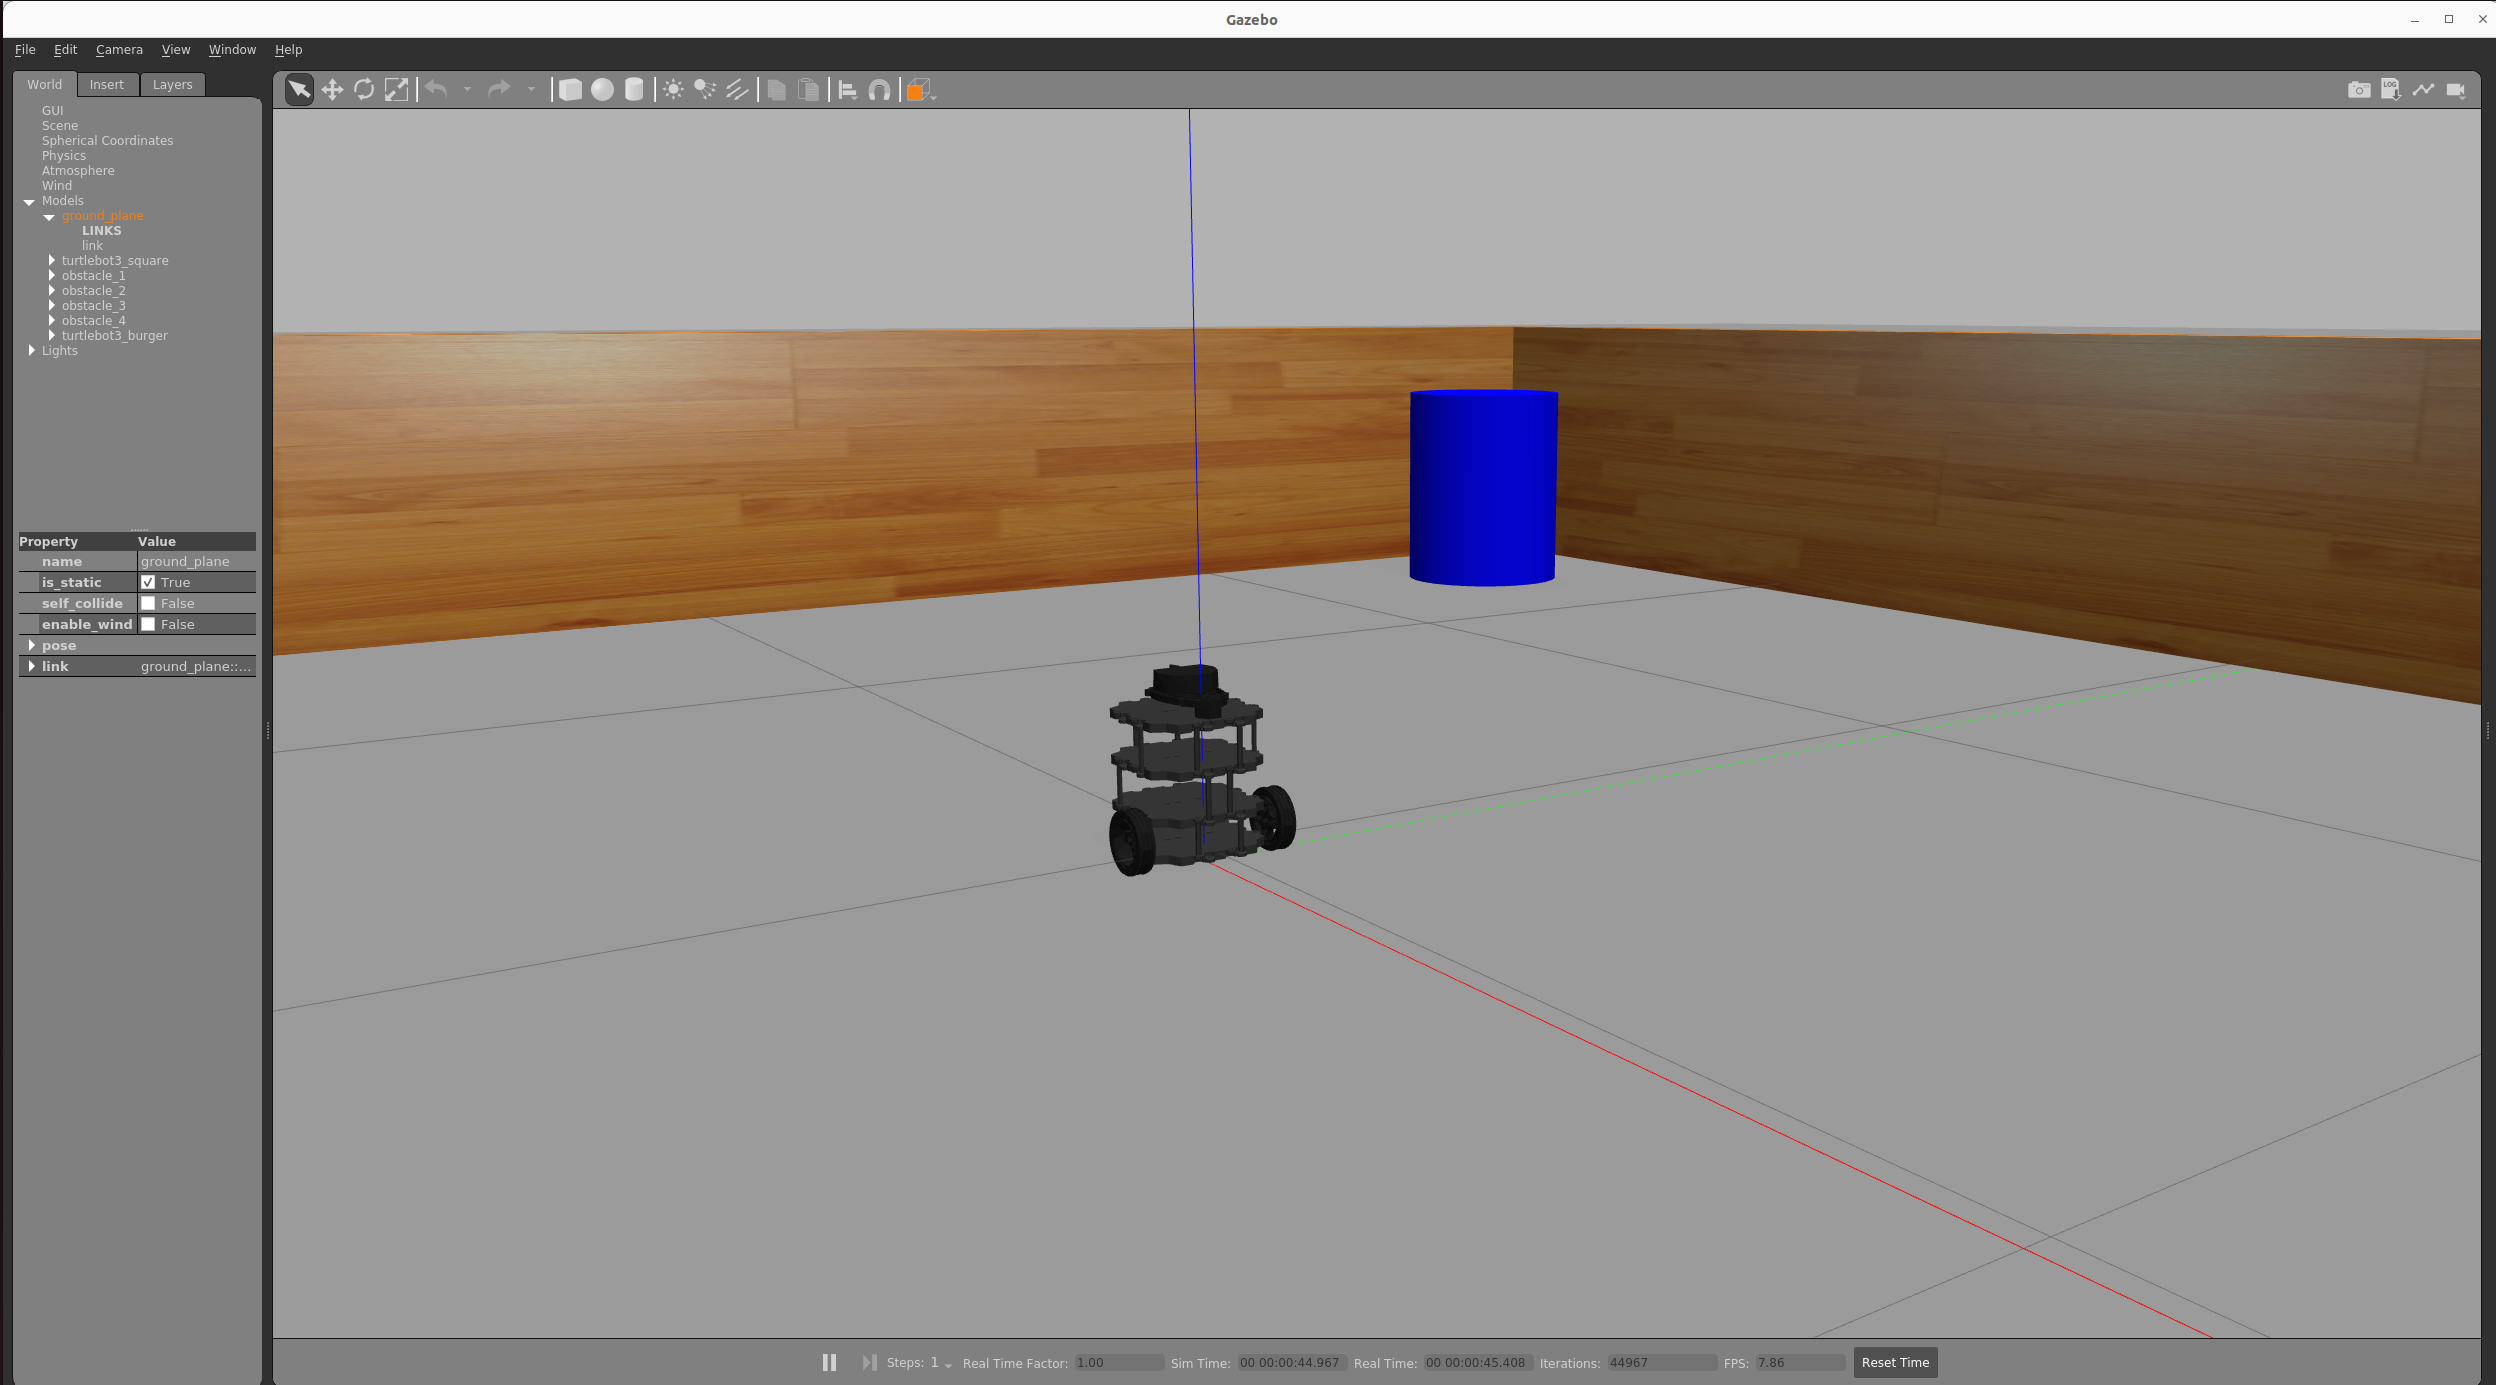 Gazebo
File Edit Camera View Window Help
World Insert Layers
LOG
GUI
Scene
Spherical Coordinates
Physics
Atmosphere
Wind
Models
ground_plane
LINKS
link
turtlebot3_square
obstacle_1
obstacle_2
obstacle_3
obstacle_4
turtlebot3_burger
Lights
Property Value
name ground_plane
is_static True
self_collide False
enable_wind False
pose
link ground_plane::...
Steps: 1 Real Time Factor: 1.00 Sim Time: 00 00:00:44.967 Real Time: 00 00:00:45.408 Iterations: 44967 FPS: 7.86 Reset Time